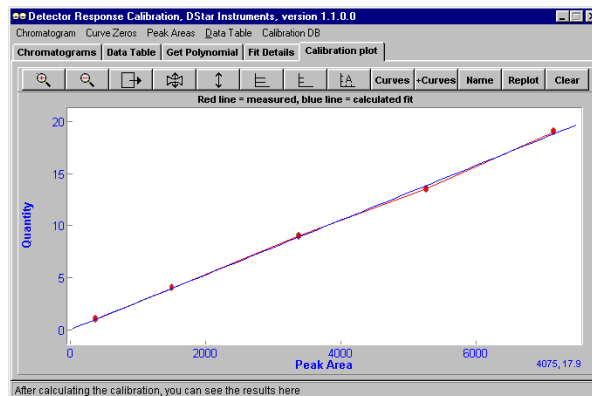 Detector Response Calibration, DStar Instruments, version 1.1.0.0
Chromatogram Curve Zeros Peak Areas Data Table Calibration DB
Chromatograms Data Table Get Polynomial Fit Details Calibration plot
Curves +Curves Name Replot Clear
Red line = measured, blue line = calculated fit
20
15
10
5
0
Quantity
0 2000 4000 6000
Peak Area
4075, 17.9
After calculating the calibration, you can see the results here